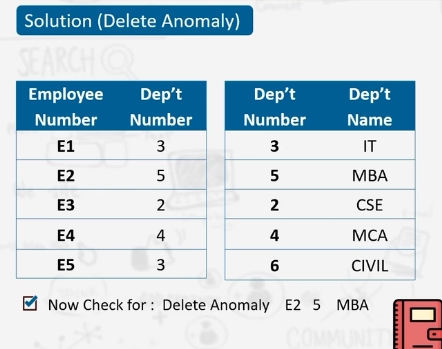 Solution (Delete Anomaly)
SEARCH
Employee Number Dep't Number
E1 3
E2 5
E3 2
E4 4
E5 3
Dep't Number Dep't Name
3 IT
5 MBA
2 CSE
4 MCA
6 CIVIL
Now Check for : Delete Anomaly E2 5 MBA
COMMUNIT